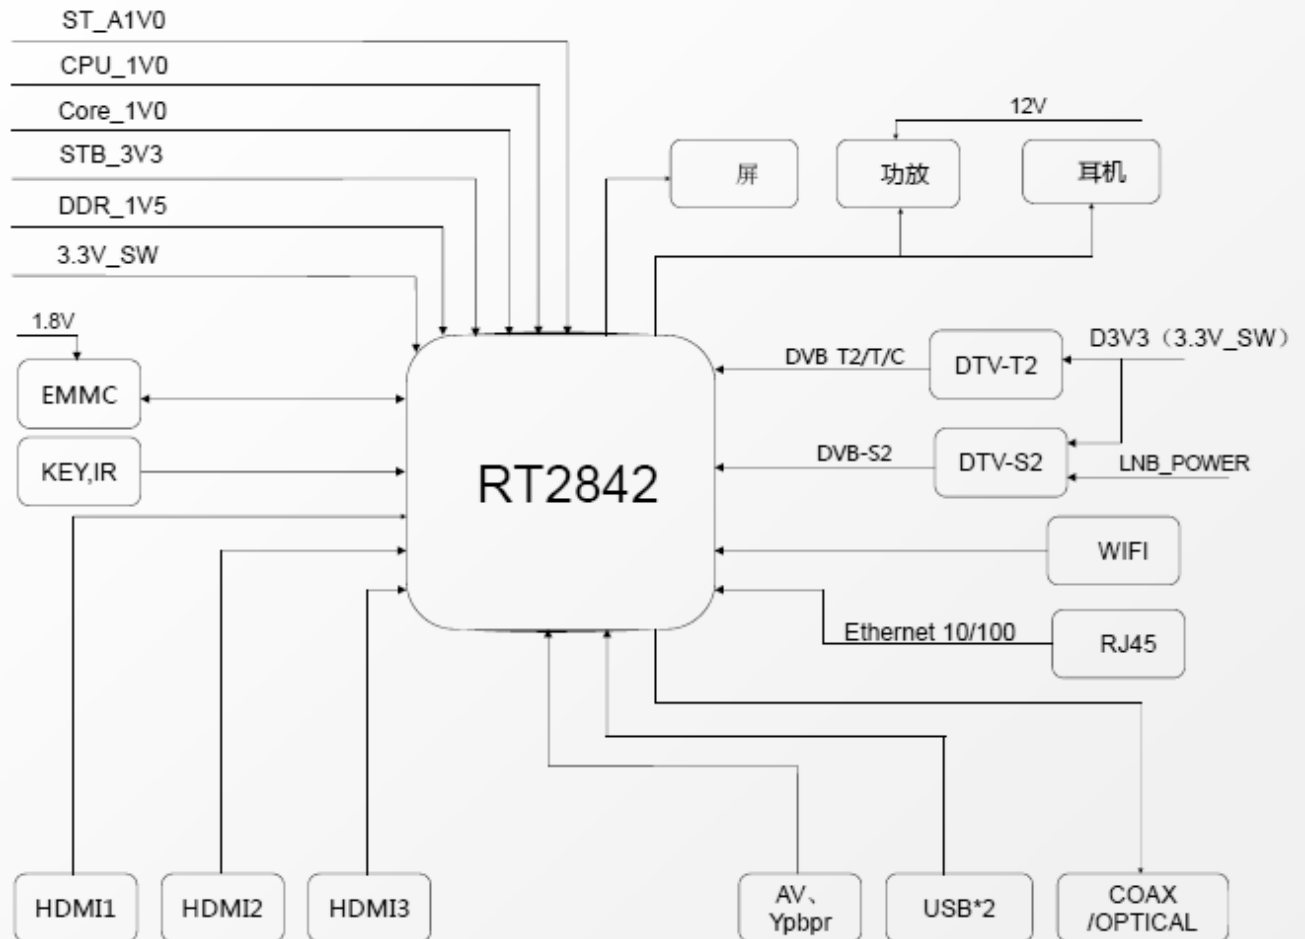 ST_A1V0
CPU_1V0
Core_1V0
STB_3V3
DDR_1V5
3.3V_SW
12V
屏
功放
耳机
1.8V
EMMC
KEY,IR
RT2842
DVB T2/T/C
DTV-T2
D3V3（3.3V_SW）
DVB-S2
DTV-S2
LNB_POWER
WIFI
Ethernet 10/100
RJ45
HDMI1
HDMI2
HDMI3
AV、
Ypbpr
USB*2
COAX
/OPTICAL